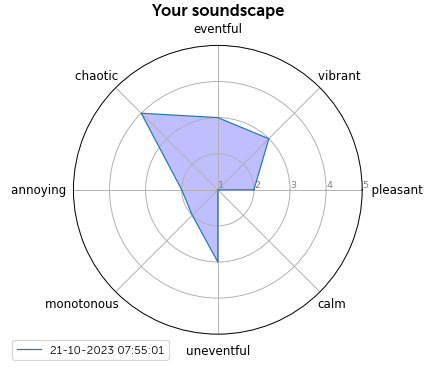 Your soundscape
eventful
chaotic
vibrant
annoying
1 2 3 4 5
pleasant
monotonous
calm
21-10-2023 07:55:01
uneventful